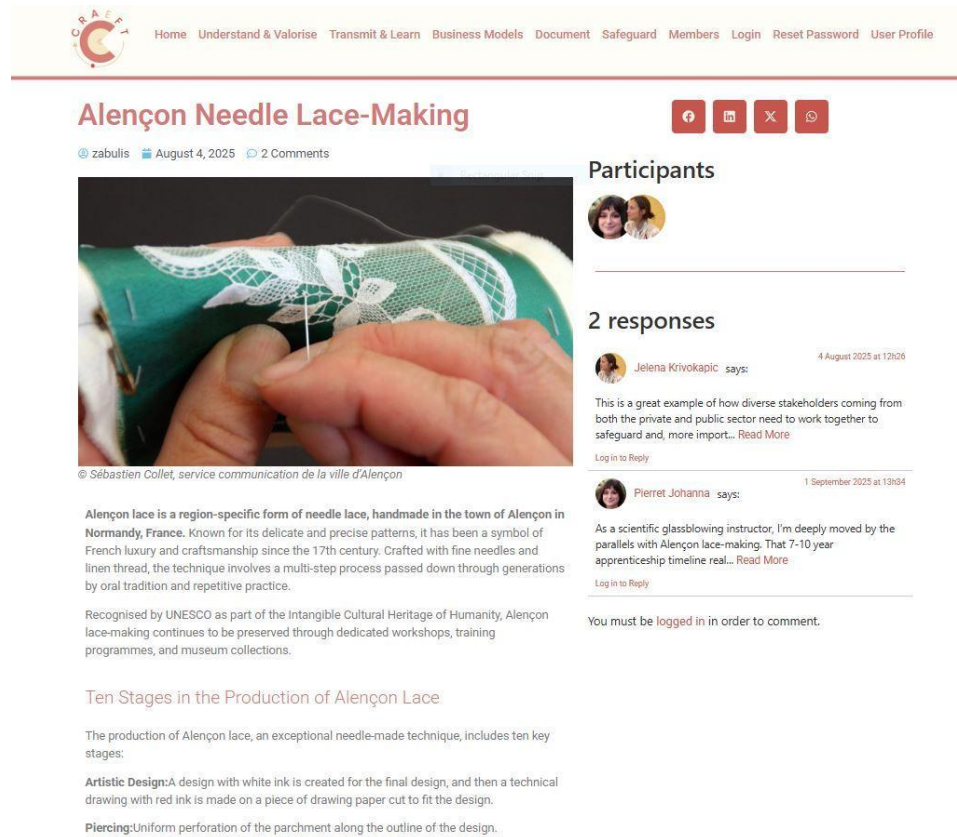 CRAEFT
Home Understand & Valorise Transmit & Learn Business Models Document Safeguard Members Login Reset Password User Profile
Alençon Needle Lace-Making
zabulis August 4, 2025 2 Comments
© Sébastien Collet, service communication de la ville d'Alençon
Alençon lace is a region-specific form of needle lace, handmade in the town of Alençon in
Normandy, France. Known for its delicate and precise patterns, it has been a symbol of
French luxury and craftsmanship since the 17th century. Crafted with fine needles and
linen thread, the technique involves a multi-step process passed down through generations
by oral tradition and repetitive practice.
Recognised by UNESCO as part of the Intangible Cultural Heritage of Humanity, Alençon
lace-making continues to be preserved through dedicated workshops, training
programmes, and museum collections.
Ten Stages in the Production of Alençon Lace
The production of Alençon lace, an exceptional needle-made technique, includes ten key
stages:
Artistic Design:A design with white ink is created for the final design, and then a technical
drawing with red ink is made on a piece of drawing paper cut to fit the design.
Piercing:Uniform perforation of the parchment along the outline of the design.
Participants
2 responses
Jelena Krivokapic says:
4 August 2025 at 12h26
This is a great example of how diverse stakeholders coming from
both the private and public sector need to work together to
safeguard and, more import... Read More
Log in to Reply
Pierret Johanna says:
1 September 2025 at 13h34
As a scientific glassblowing instructor, I'm deeply moved by the
parallels with Alençon lace-making. That 7-10 year
apprenticeship timeline real... Read More
Log in to Reply
You must be logged in in order to comment.